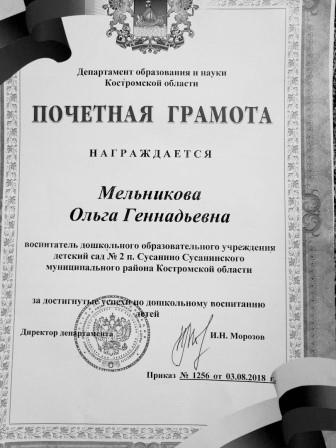 Департамент образования и науки
Костромской области
ПОЧЕТНАЯ ГРАМОТА
НАГРАЖДАЕТСЯ
Мельникова
Ольга Геннадьевна
воспитатель дошкольного образовательного учреждения
детский сад № 2 п. Сусанино Сусанинского
муниципального района Костромской области
за достигнутые успехи по дошкольному воспитанию
детей
Директор департамента И.Н. Морозов
Приказ № 1256 от 03.08.2018 г.